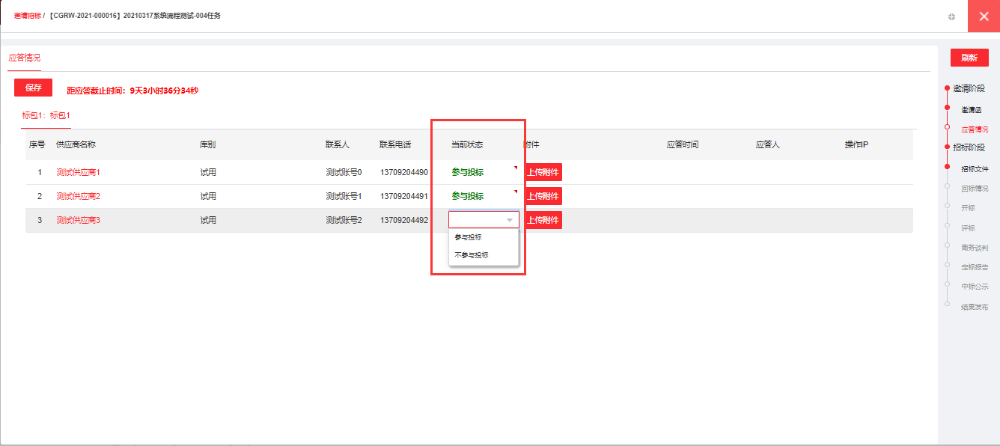 邀请招标 / 【CGRW-2021-000016】20210317系统流程测试-004任务
应答情况
刷新
保存 距应答截止时间：9天3小时36分34秒
标包1：标包1
序号 供应商名称 库别 联系人 联系电话 当前状态 附件 应答时间 应答人 操作IP
1 测试供应商1 试用 测试账号0 13709204490 参与投标 上传附件
2 测试供应商2 试用 测试账号1 13709204491 参与投标 上传附件
3 测试供应商3 试用 测试账号2 13709204492 上传附件
参与投标
不参与投标
邀请阶段
邀请函
应答情况
招标阶段
招标文件
回标情况
开标
评标
商务谈判
定标报告
中标公示
结果发布